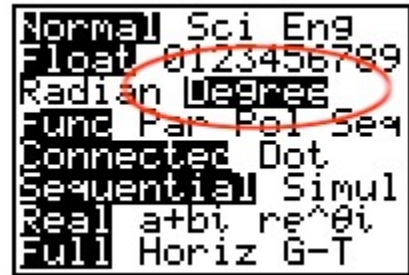 Normal Sci Eng
Float 0123456789
Radian Degree
Func Par Pol Seq
Connected Dot
Sequential Simul
Real a+bi re^θi
Full Horiz G-T